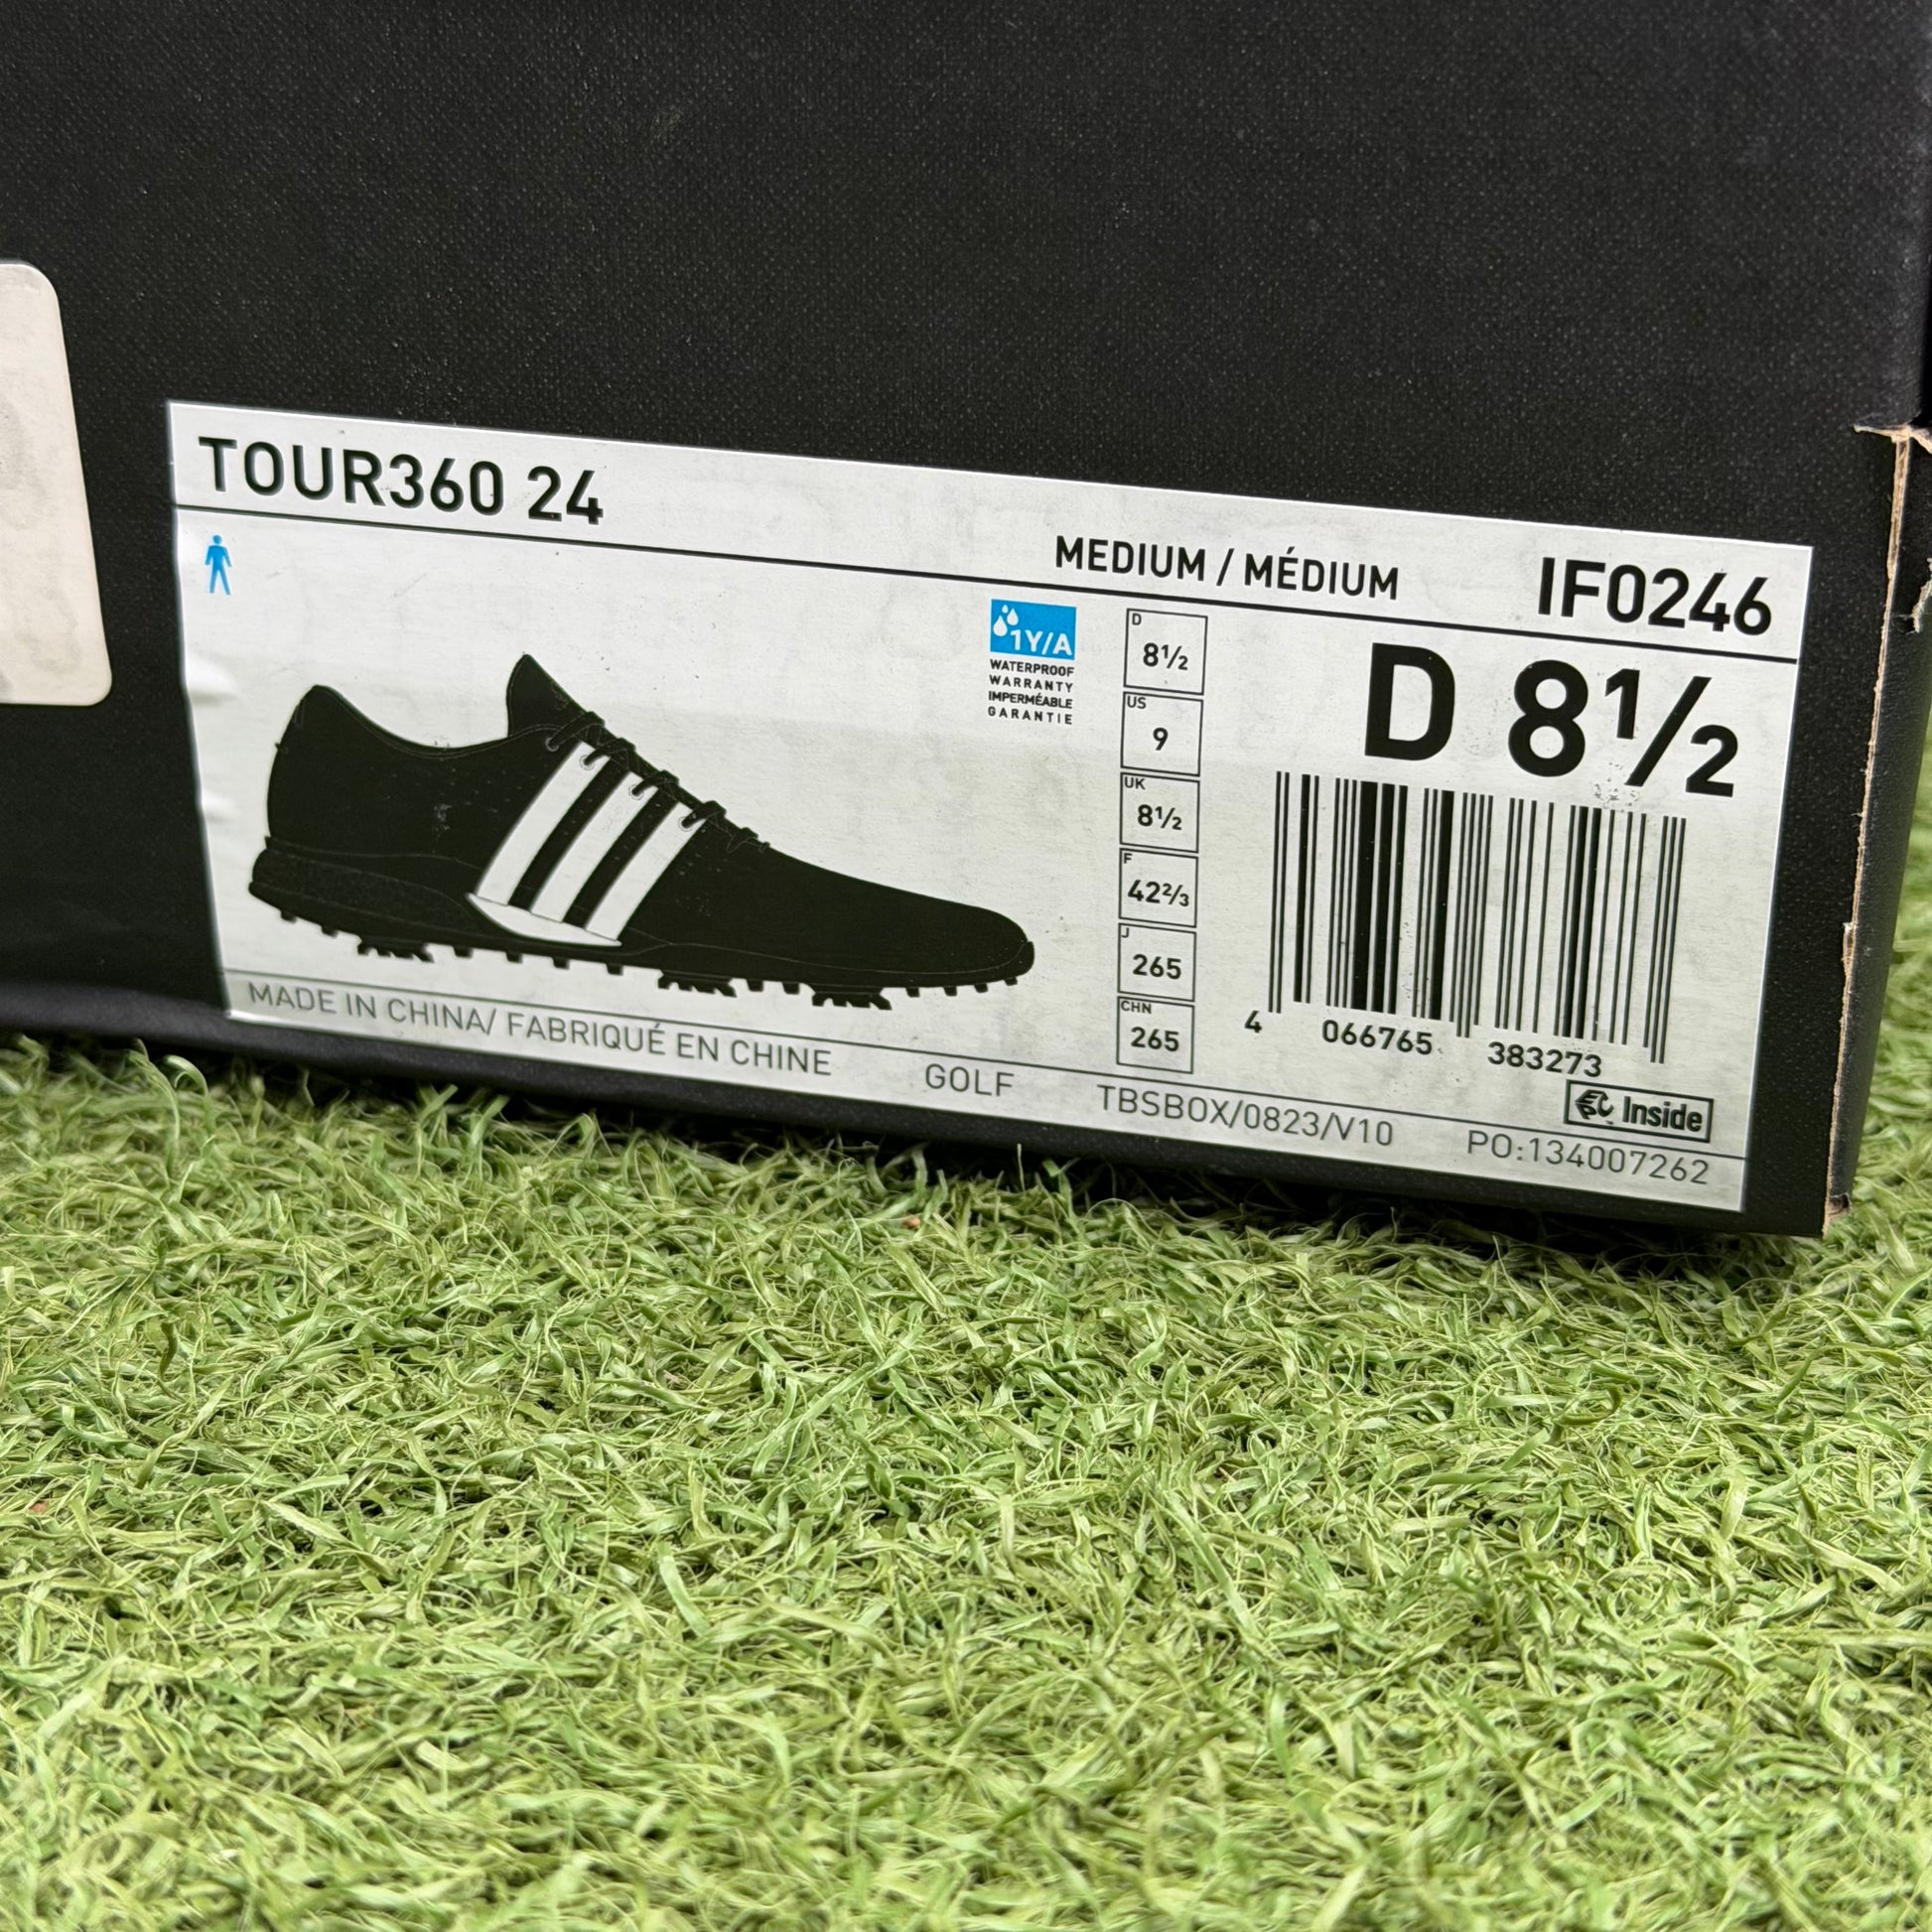 TOUR360 24
MEDIUM / MÉDIUM
IF0246
1Y/A
WATERPROOF
WARRANTY
IMPERMÉABLE
GARANTIE
D
8½
US
9
UK
8½
F
42⅔
J
265
CHN
265
D 8½
4 066765 383273
Inside
MADE IN CHINA/ FABRIQUÉ EN CHINE
GOLF
TBSBOX/0823/V10
PO:134007262